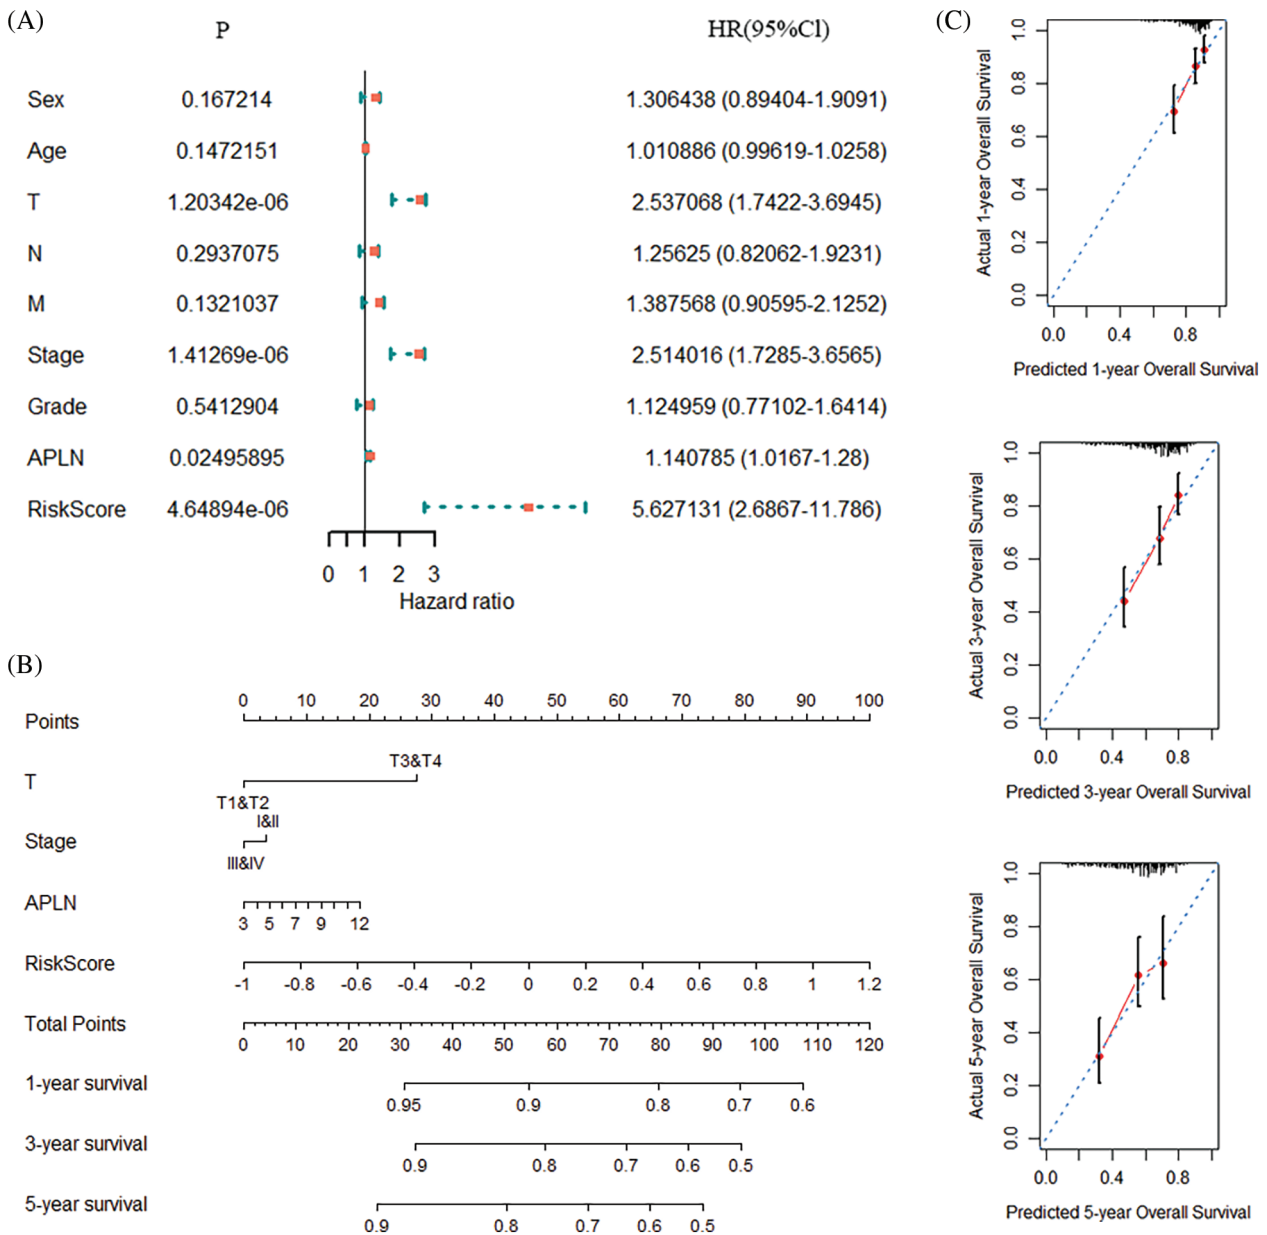 (A)
P HR(95%CI)
Sex 0.167214 1.306438 (0.89404-1.9091)
Age 0.1472151 1.010886 (0.99619-1.0258)
T 1.20342e-06 2.537068 (1.7422-3.6945)
N 0.2937075 1.25625 (0.82062-1.9231)
M 0.1321037 1.387568 (0.90595-2.1252)
Stage 1.41269e-06 2.514016 (1.7285-3.6565)
Grade 0.5412904 1.124959 (0.77102-1.6414)
APLN 0.02495895 1.140785 (1.0167-1.28)
RiskScore 4.64894e-06 5.627131 (2.6867-11.786)
0 1 2 3
Hazard ratio
(B)
0 10 20 30 40 50 60 70 80 90 100
Points
T3&T4
T
T1&T2
I&II
Stage
III&IV
APLN
3 5 7 9 12
RiskScore
-1 -0.8 -0.6 -0.4 -0.2 0 0.2 0.4 0.6 0.8 1 1.2
Total Points
0 10 20 30 40 50 60 70 80 90 100 110 120
1-year survival
0.95 0.9 0.8 0.7 0.6
3-year survival
0.9 0.8 0.7 0.6 0.5
5-year survival
0.9 0.8 0.7 0.6 0.5
(C)
Actual 1-year Overall Survival
0.0 0.2 0.4 0.6 0.8 1.0
0.0 0.4 0.8
Predicted 1-year Overall Survival
Actual 3-year Overall Survival
0.0 0.2 0.4 0.6 0.8 1.0
0.0 0.4 0.8
Predicted 3-year Overall Survival
Actual 5-year Overall Survival
0.0 0.2 0.4 0.6 0.8 1.0
0.0 0.4 0.8
Predicted 5-year Overall Survival